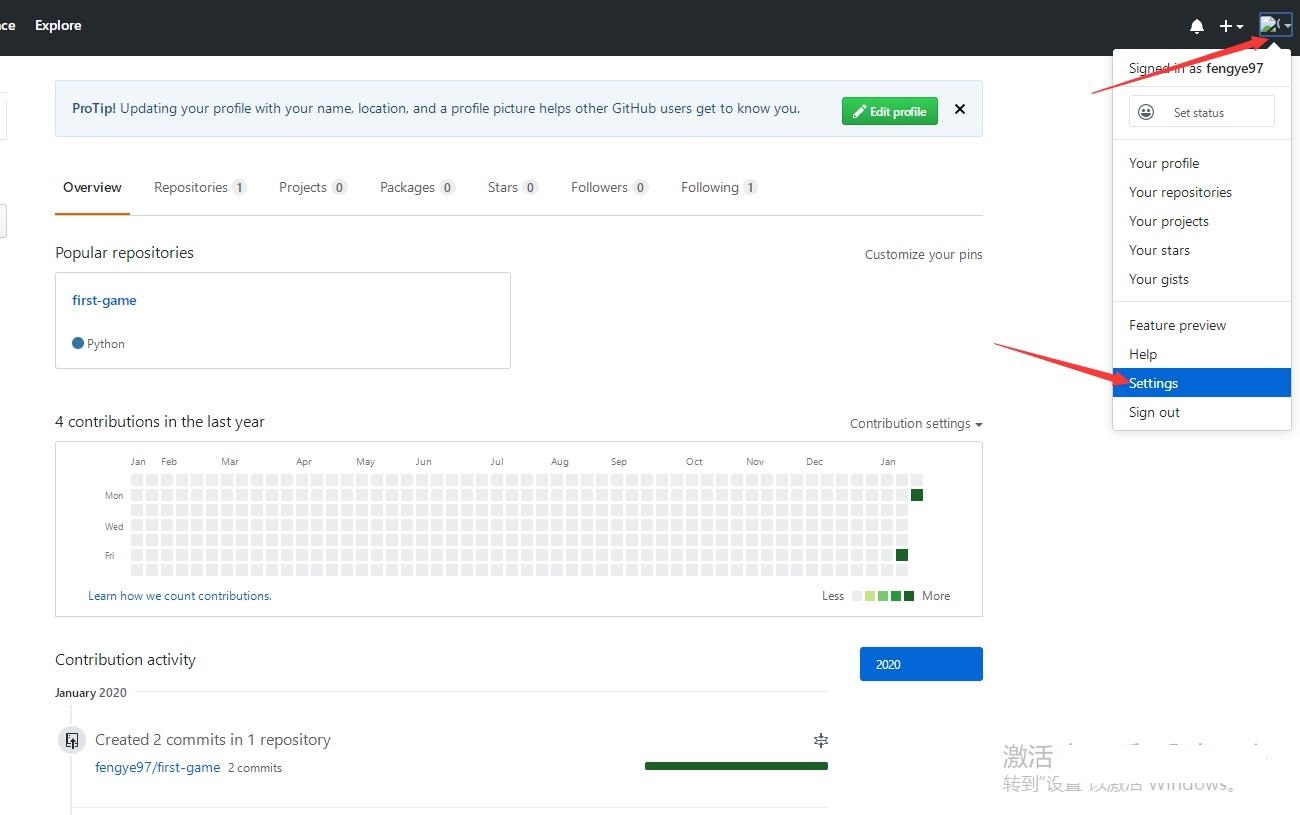 Explore
Signed in as fengye97
ProTip! Updating your profile with your name, location, and a profile picture helps other GitHub users get to know you.
Edit profile
Set status
Overview Repositories 1 Projects 0 Packages 0 Stars 0 Followers 0 Following 1
Your profile
Your repositories
Your projects
Your stars
Your gists
Feature preview
Help
Settings
Sign out
Popular repositories
Customize your pins
first-game
Python
4 contributions in the last year
Contribution settings
Jan Feb Mar Apr May Jun Jul Aug Sep Oct Nov Dec Jan
Mon
Wed
Fri
Learn how we count contributions.
Less More
Contribution activity
2020
January 2020
Created 2 commits in 1 repository
fengye97/first-game 2 commits
激活
转到“设置”以激活 Windows。